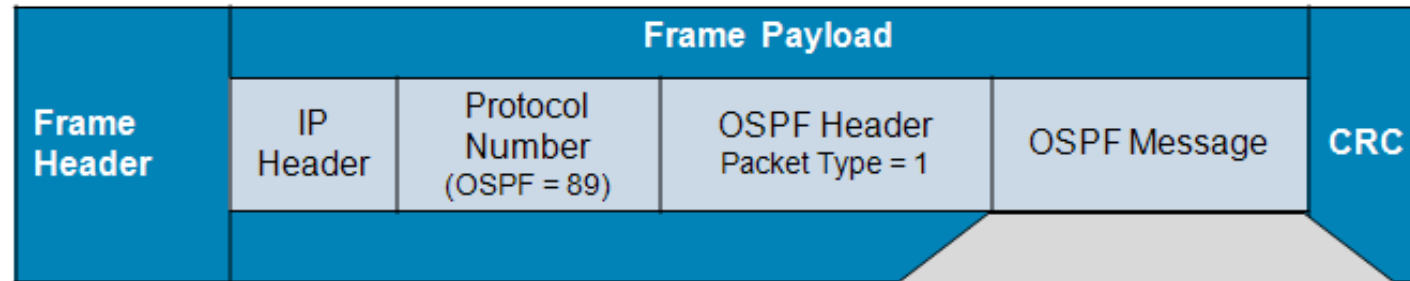 Frame Payload
Frame
Header
IP
Header
Protocol
Number
(OSPF = 89)
OSPF Header
Packet Type = 1
OSPF Message
CRC